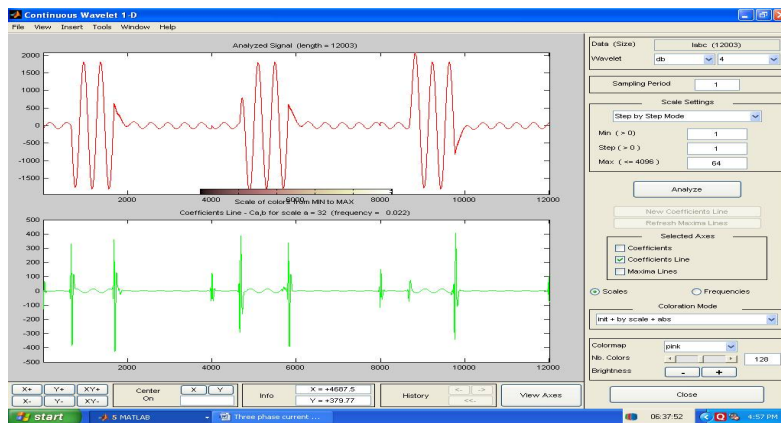 Continuous Wavelet 1-D
File View Insert Tools Window Help
Analyzed Signal (length = 12003)
2000
1500
1000
500
0
-500
-1000
-1500
2000 4000 6000 8000 10000 12000
Scale of colors from MIN to MAX
Coefficients Line - Ca,b for scale a = 32 (frequency = 0.022)
500
400
300
200
100
0
-100
-200
-300
-400
-500
2000 4000 6000 8000 10000 12000
Data (Size) labc (12003)
Wavelet db 4
Sampling Period 1
Scale Settings
Step by Step Mode
Min ( > 0) 1
Step ( > 0 ) 1
Max ( <= 4096 ) 64
Analyze
New Coefficients Line
Refresh Maxima Lines
Selected Axes
Coefficients
Coefficients Line
Maxima Lines
Scales Frequencies
Coloration Mode
init + by scale + abs
Colormap pink
Nb. Colors 128
Brightness - +
Close
X+ Y+ XY+
X- Y- XY-
Center On X Y
Info X = +4687.5
Y = +379.77
History <- -> <<-
View Axes
start 5 MATLAB Three phase current ... 06:37:52 4:57 PM